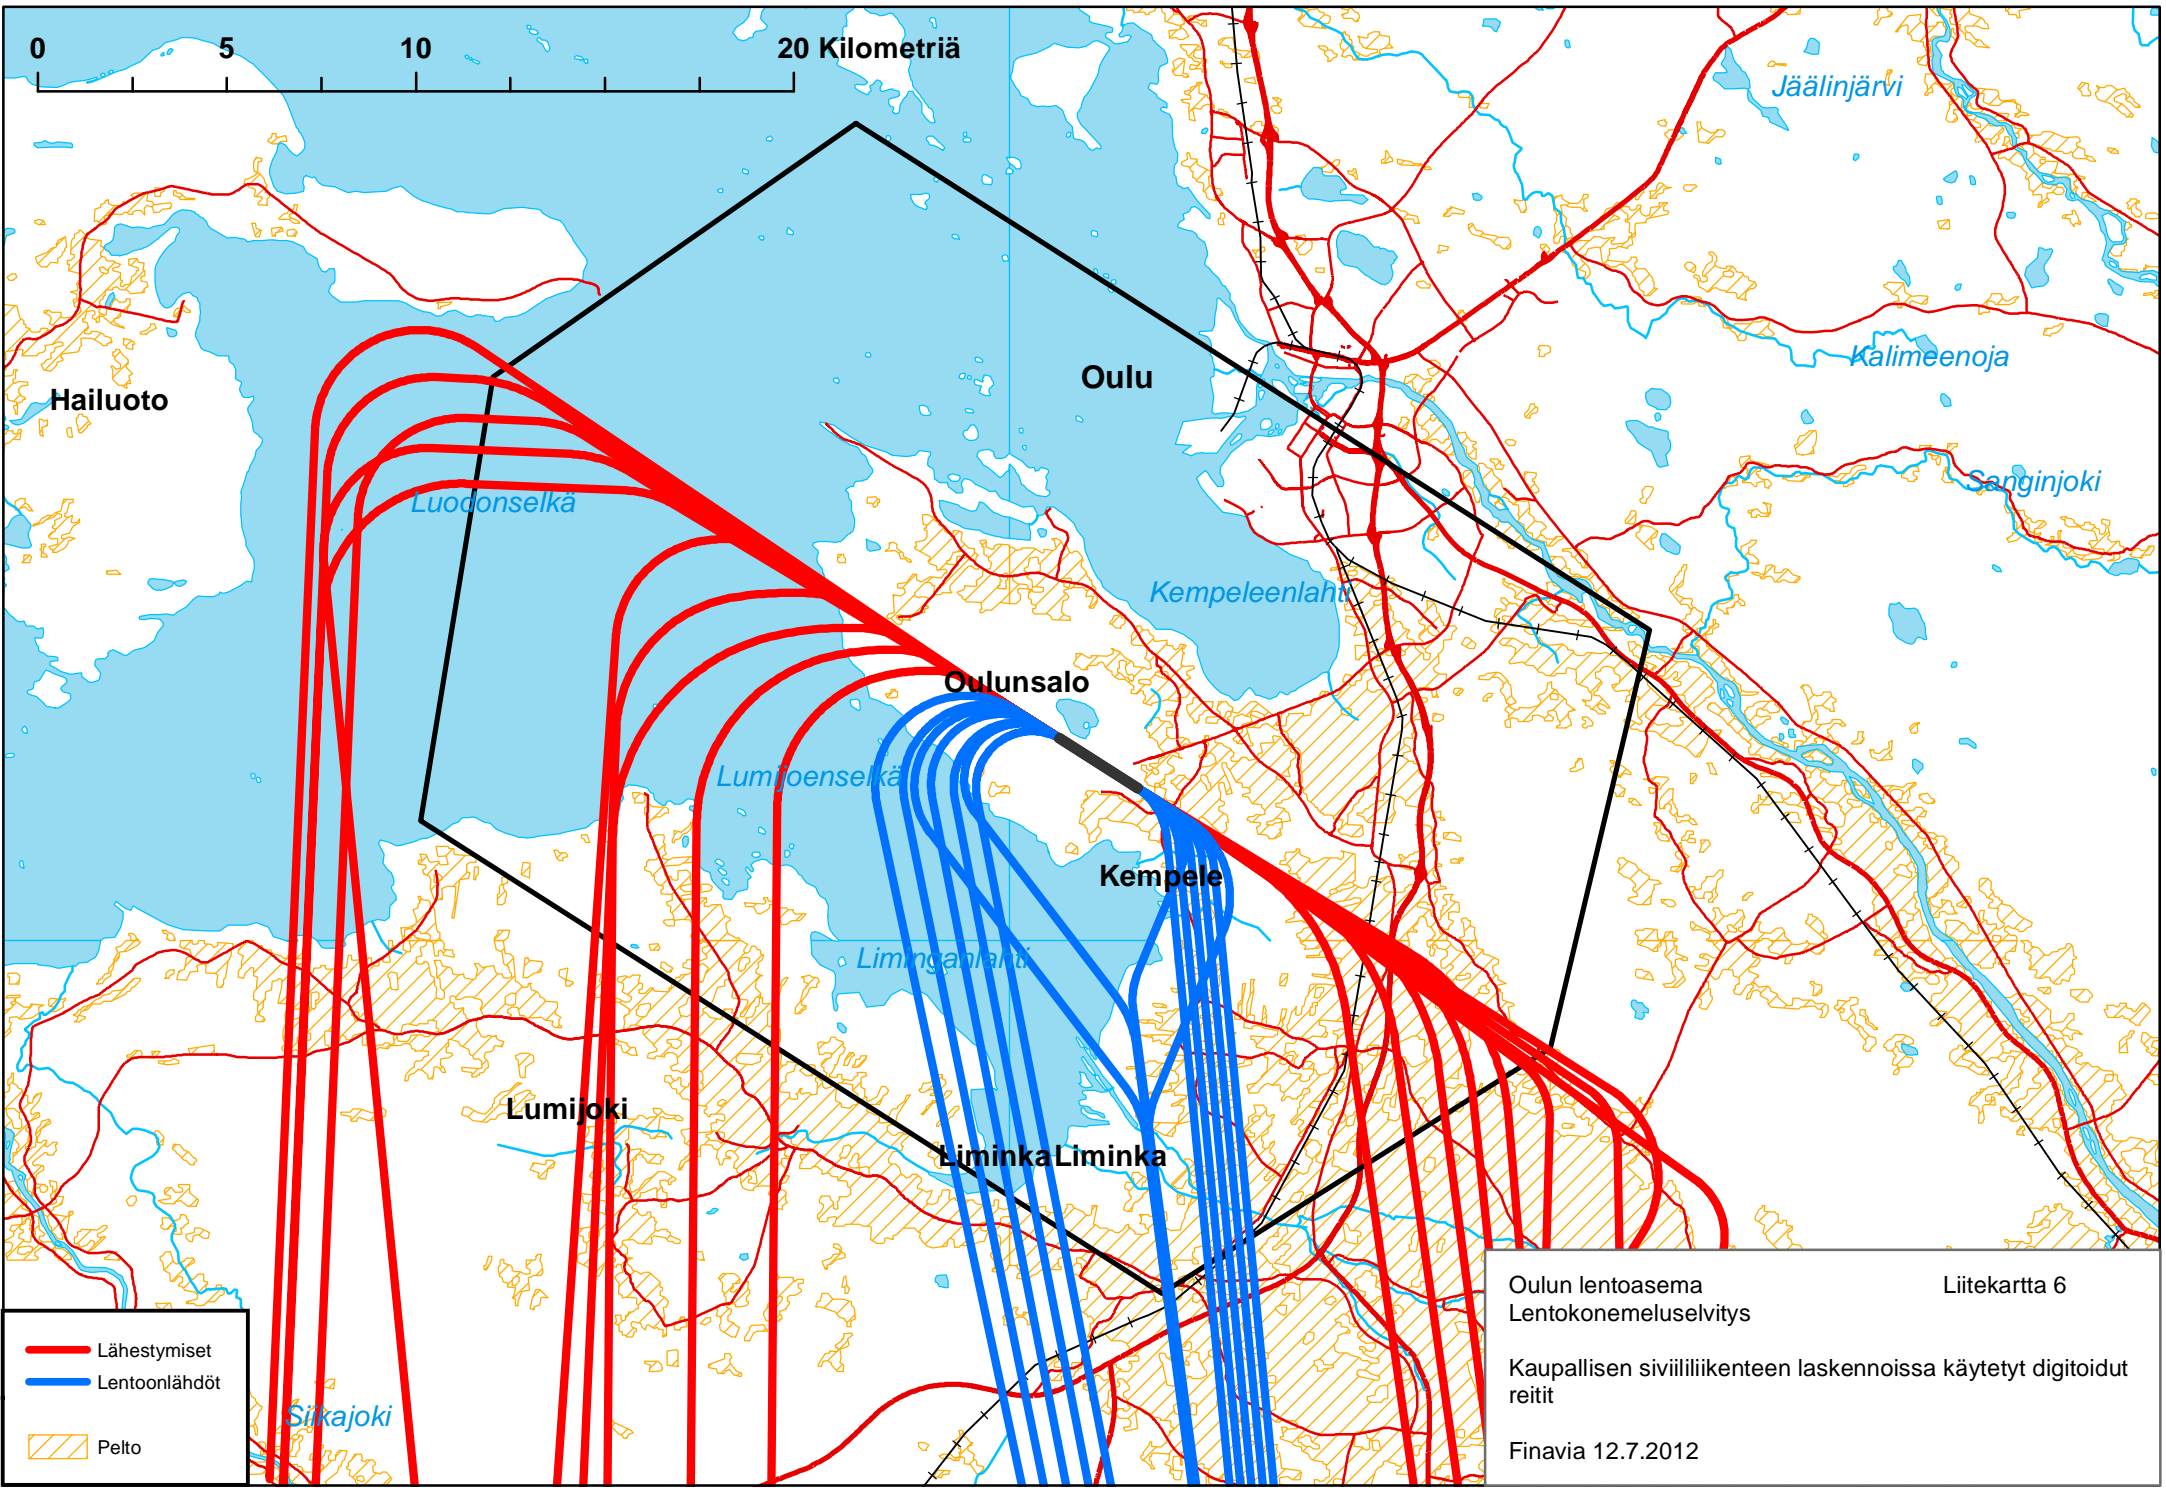 0 5 10 20 Kilometriä
Jäälinjärvi
Kalimeenoja
Oulu
Hailuoto
Sanginjoki
Luodonselkä
Kempeleenlahti
Oulunsalo
Lumijoenselkä
Kempele
Liminganlahti
Lumijoki
Liminka Liminka
Oulun lentoasema Liitekartta 6
Lentokonemeluselvitys
Kaupallisen siviililiikenteen laskennoissa käytetyt digitoidut
reitit
Finavia 12.7.2012
Lähestymiset
Lentoonlähdöt
Siikajoki
Pelto